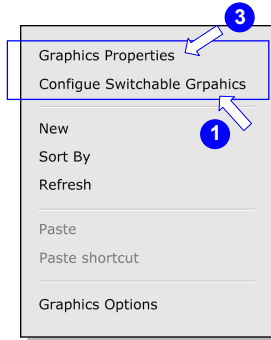 3
Graphics Properties
Configue Switchable Grpahics
1
New
Sort By
Refresh
Paste
Paste shortcut
Graphics Options